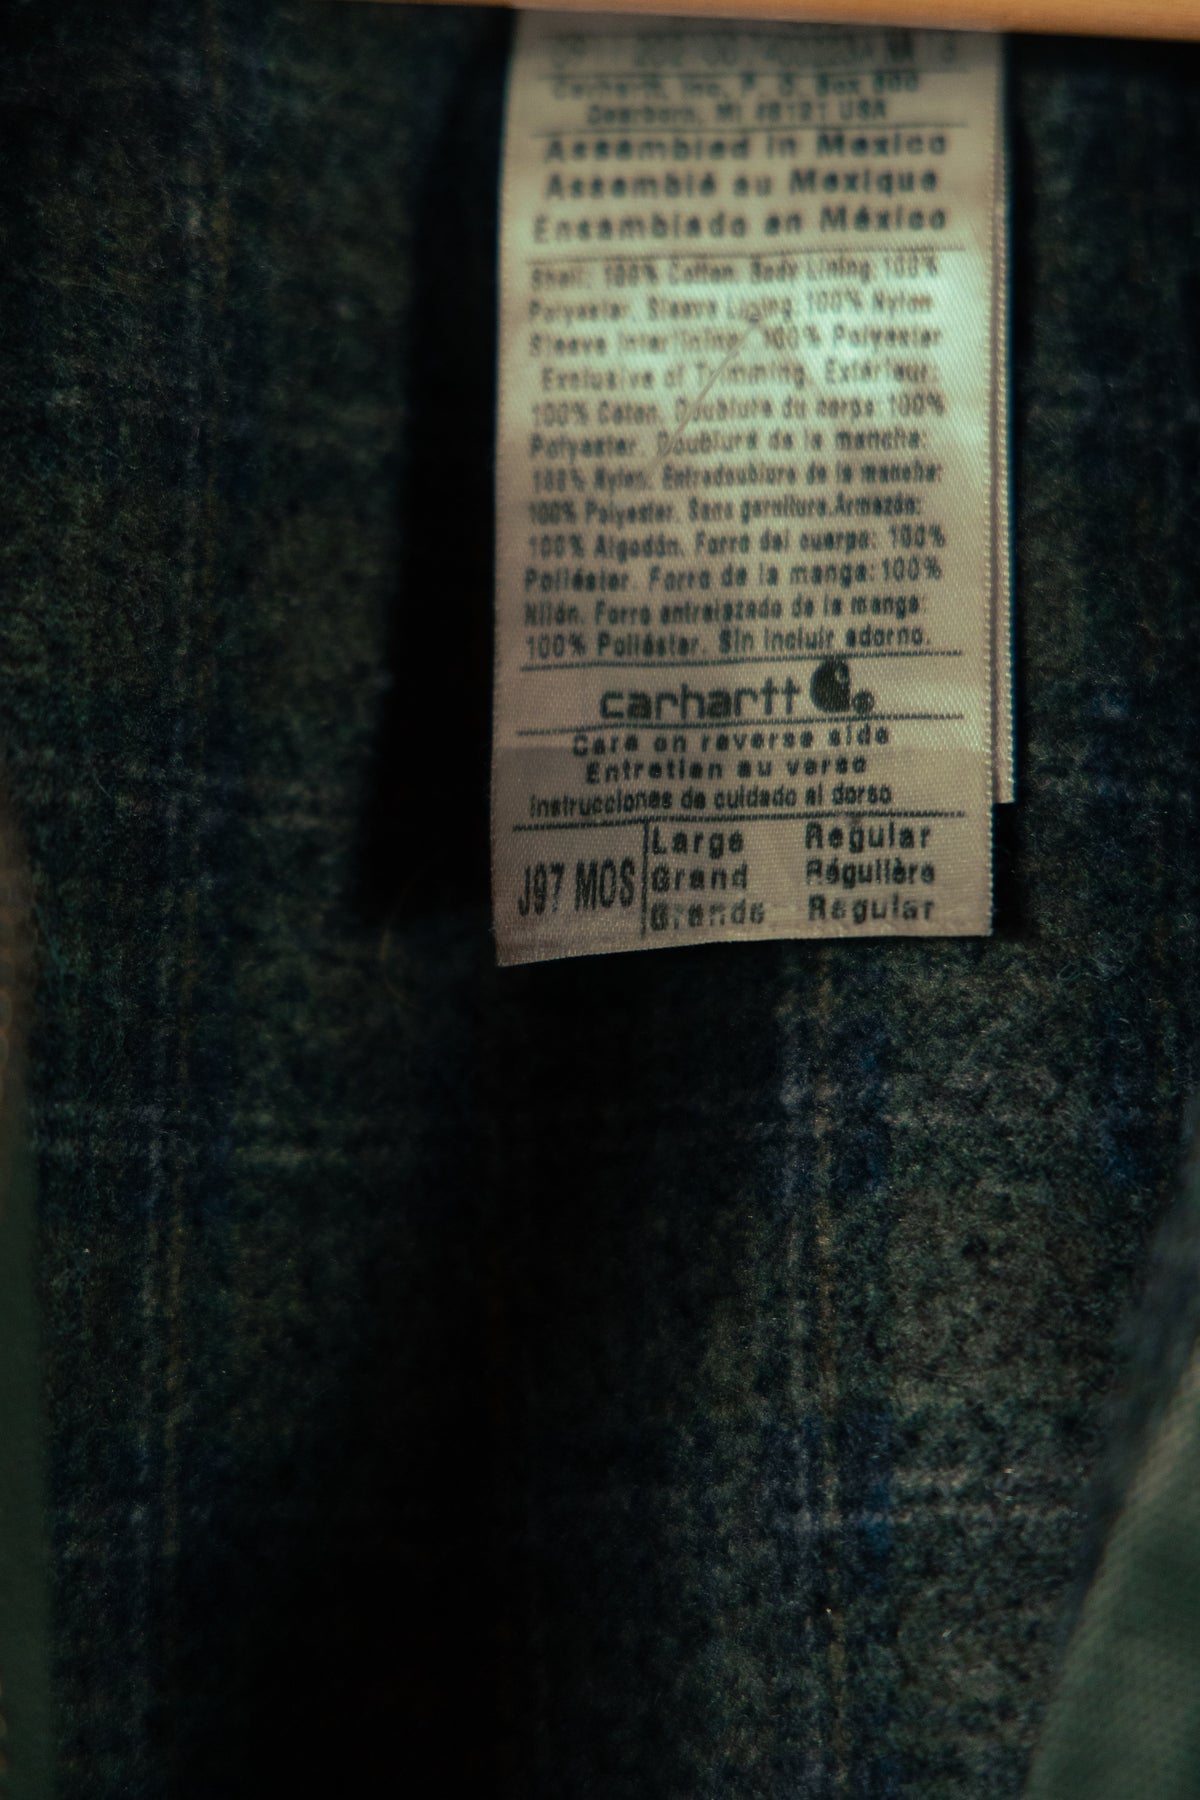 Carhartt, Inc, P. O. Box 600
Dearborn, MI 48121 USA
Assembled in Mexico
Assemblé au Mexique
Ensamblado en México
Shell: 100% Cotton. Body Lining: 100%
Polyester. Sleeve Lining: 100% Nylon
Sleeve Interlining: 100% Polyester
Exclusive of Trimming. Extérieur:
100% Coton. Doublure du corps: 100%
Polyester. Doublure de la manche:
100% Nylon. Entredoublure de la manche:
100% Polyester. Sans garniture.Armazón:
100% Algodón. Forro del cuerpo: 100%
Poliéster. Forro de la manga: 100%
Nilón. Forro entrelazado de la manga:
100% Poliéster. Sin incluir adorno.
carhartt ®
Care on reverse side
Entretien au verso
Instrucciones de cuidado al dorso
J97 MOS
Large Regular
Grand Régulière
Grande Regular